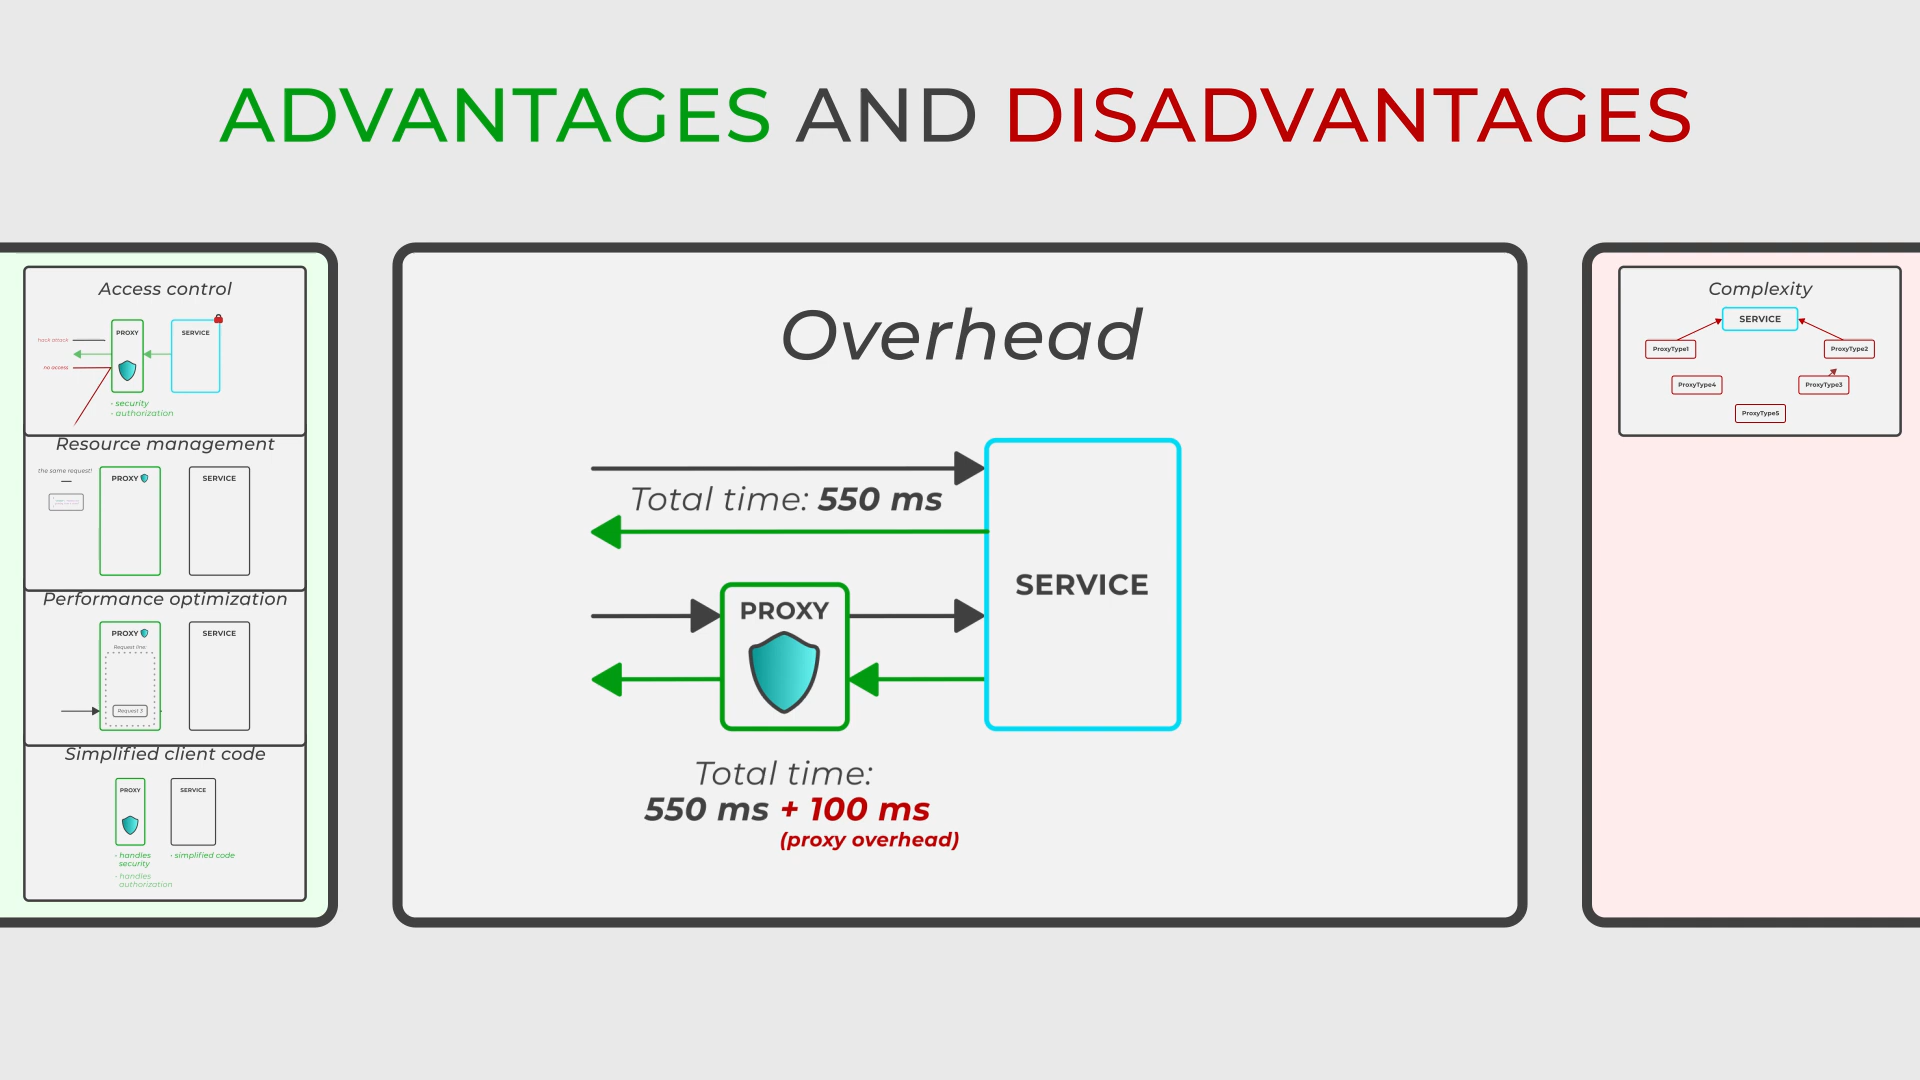 ADVANTAGES AND DISADVANTAGES
Access control
PROXY
SERVICE
hack attack
no access
- security
- authorization
Resource management
the same request!
PROXY
SERVICE
Performance optimization
PROXY
SERVICE
Request line:
Request 3
Simplified client code
PROXY
SERVICE
- handles
security
- simplified code
- handles
authorization
Overhead
Total time: 550 ms
SERVICE
PROXY
Total time:
550 ms + 100 ms
(proxy overhead)
Complexity
SERVICE
ProxyType1
ProxyType2
ProxyType4
ProxyType3
ProxyType5